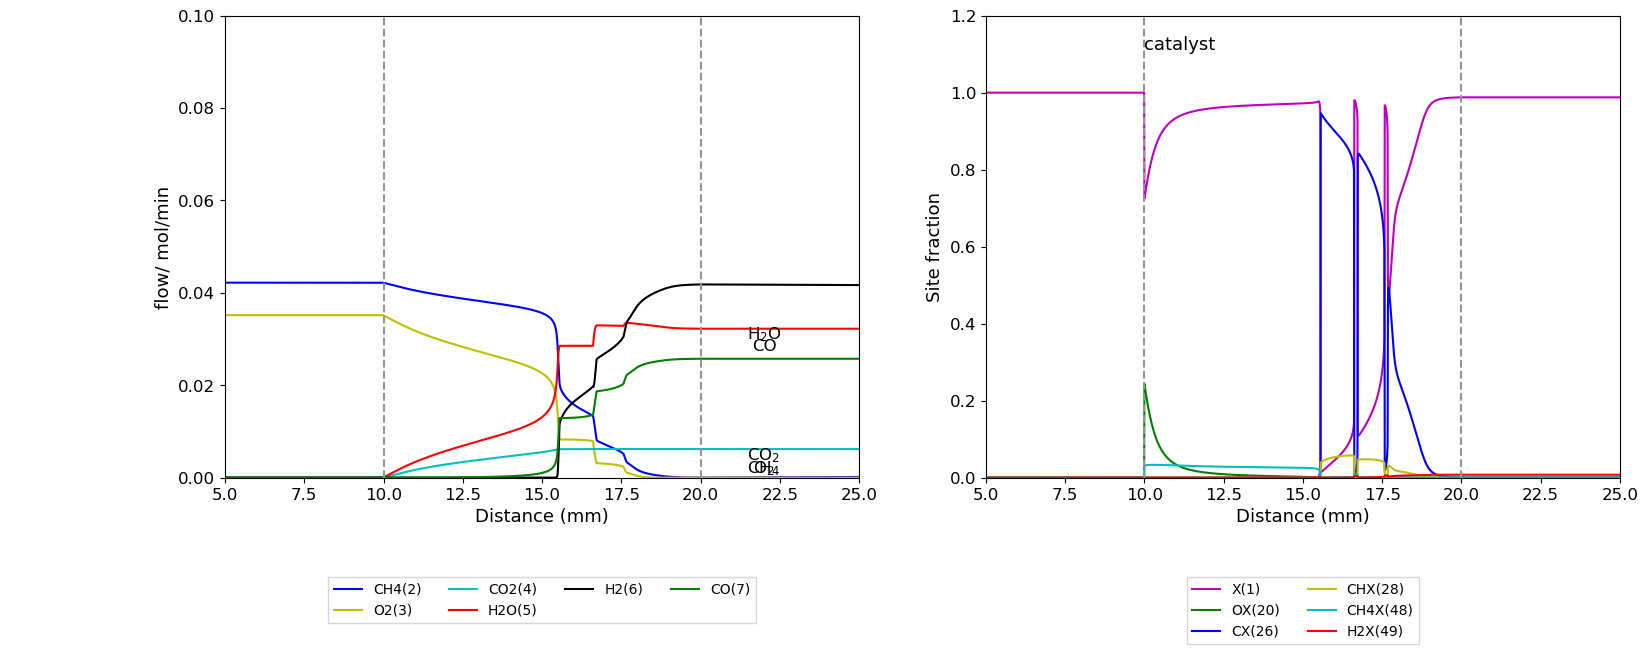 0.10
0.08
0.06
0.04
0.02
0.00
flow/ mol/min
H₂O
CO
CO₂
5.0 7.5 10.0 12.5 15.0 17.5 20.0 22.5 25.0
Distance (mm)
CH4(2) CO2(4) H2(6) CO(7)
O2(3) H2O(5)
1.2
1.0
0.8
0.6
0.4
0.2
0.0
Site fraction
catalyst
5.0 7.5 10.0 12.5 15.0 17.5 20.0 22.5 25.0
Distance (mm)
X(1) CHX(28)
OX(20) CH4X(48)
CX(26) H2X(49)